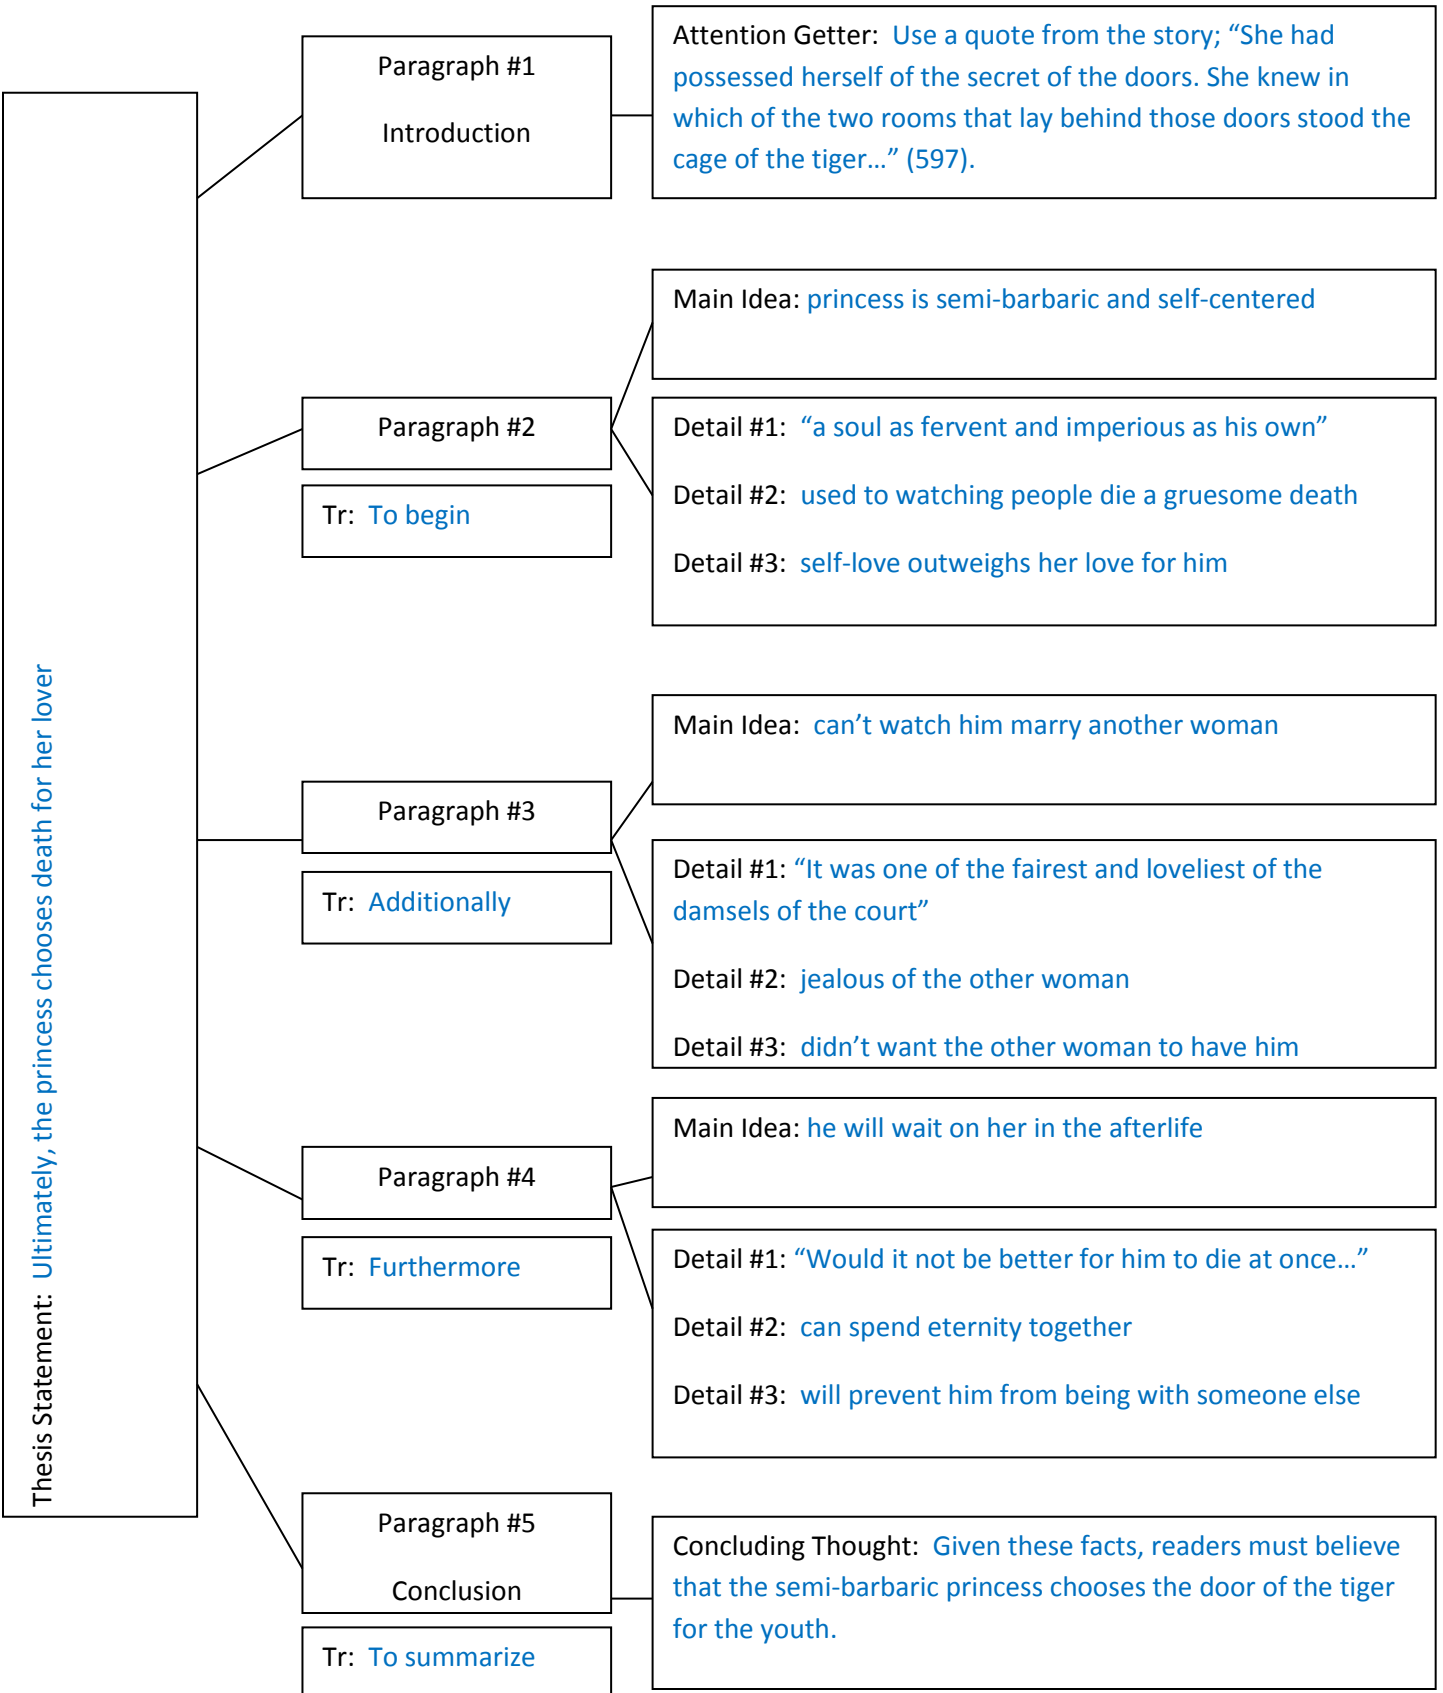 Thesis Statement: Ultimately, the princess chooses death for her lover
Paragraph #1
Introduction
Attention Getter: Use a quote from the story; “She had
possessed herself of the secret of the doors. She knew in
which of the two rooms that lay behind those doors stood the
cage of the tiger…” (597).
Paragraph #2
Tr: To begin
Main Idea: princess is semi-barbaric and self-centered
Detail #1: “a soul as fervent and imperious as his own”
Detail #2: used to watching people die a gruesome death
Detail #3: self-love outweighs her love for him
Paragraph #3
Tr: Additionally
Main Idea: can’t watch him marry another woman
Detail #1: “It was one of the fairest and loveliest of the
damsels of the court”
Detail #2: jealous of the other woman
Detail #3: didn’t want the other woman to have him
Paragraph #4
Tr: Furthermore
Main Idea: he will wait on her in the afterlife
Detail #1: “Would it not be better for him to die at once…”
Detail #2: can spend eternity together
Detail #3: will prevent him from being with someone else
Paragraph #5
Conclusion
Tr: To summarize
Concluding Thought: Given these facts, readers must believe
that the semi-barbaric princess chooses the door of the tiger
for the youth.